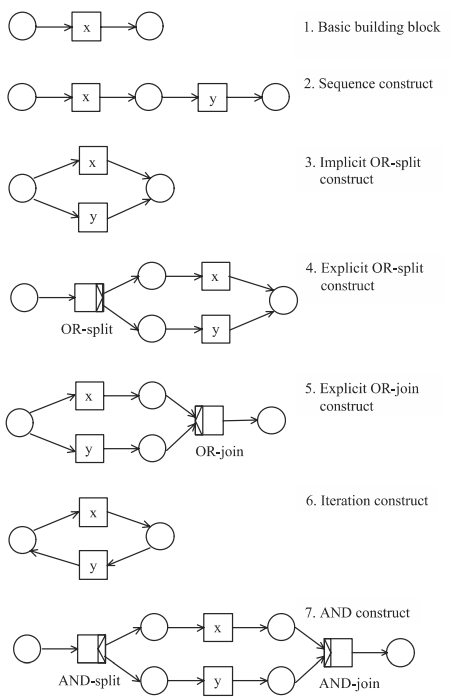 x
1. Basic building block
x
y
2. Sequence construct
x
y
3. Implicit OR-split
construct
x
y
OR-split
4. Explicit OR-split
construct
x
y
OR-join
5. Explicit OR-join
construct
x
y
6. Iteration construct
7. AND construct
x
y
AND-split
AND-join